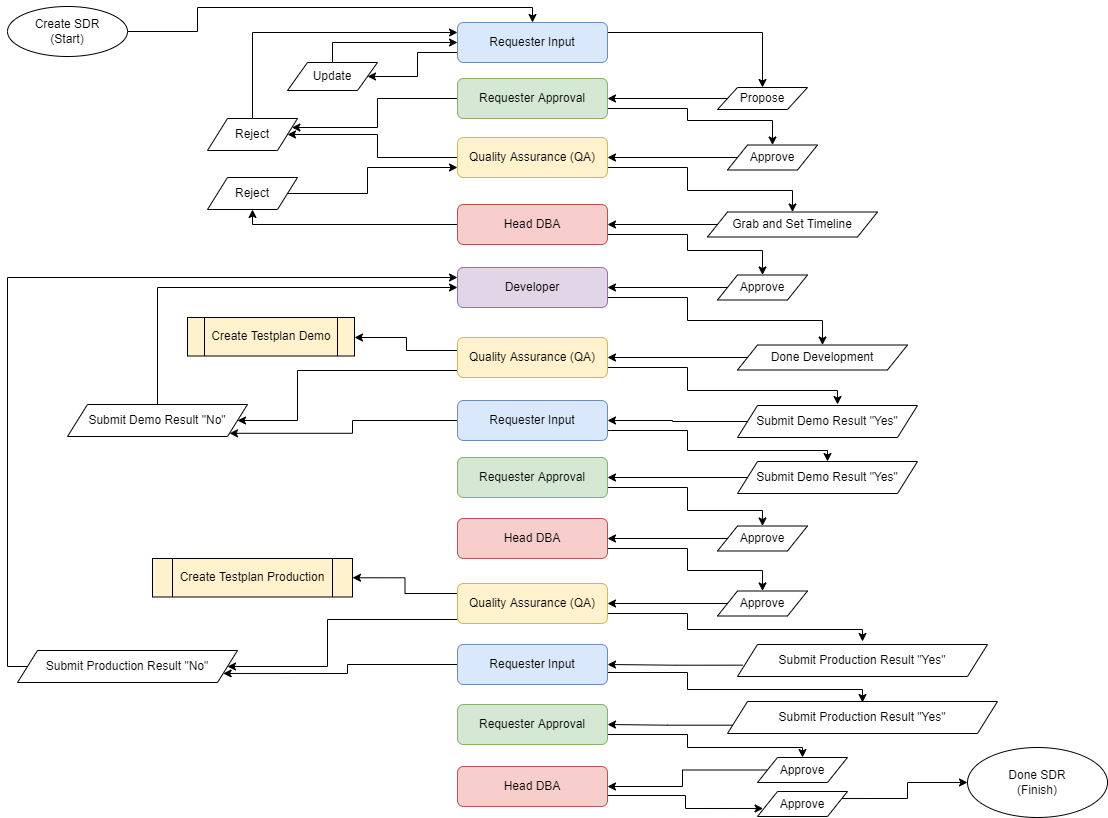 Create SDR
(Start)
Requester Input
Update
Requester Approval
Propose
Reject
Quality Assurance (QA)
Approve
Reject
Head DBA
Grab and Set Timeline
Developer
Approve
Create Testplan Demo
Quality Assurance (QA)
Done Development
Submit Demo Result "No"
Requester Input
Submit Demo Result "Yes"
Requester Approval
Submit Demo Result "Yes"
Head DBA
Approve
Create Testplan Production
Quality Assurance (QA)
Approve
Submit Production Result "No"
Requester Input
Submit Production Result "Yes"
Requester Approval
Submit Production Result "Yes"
Head DBA
Approve
Approve
Done SDR
(Finish)